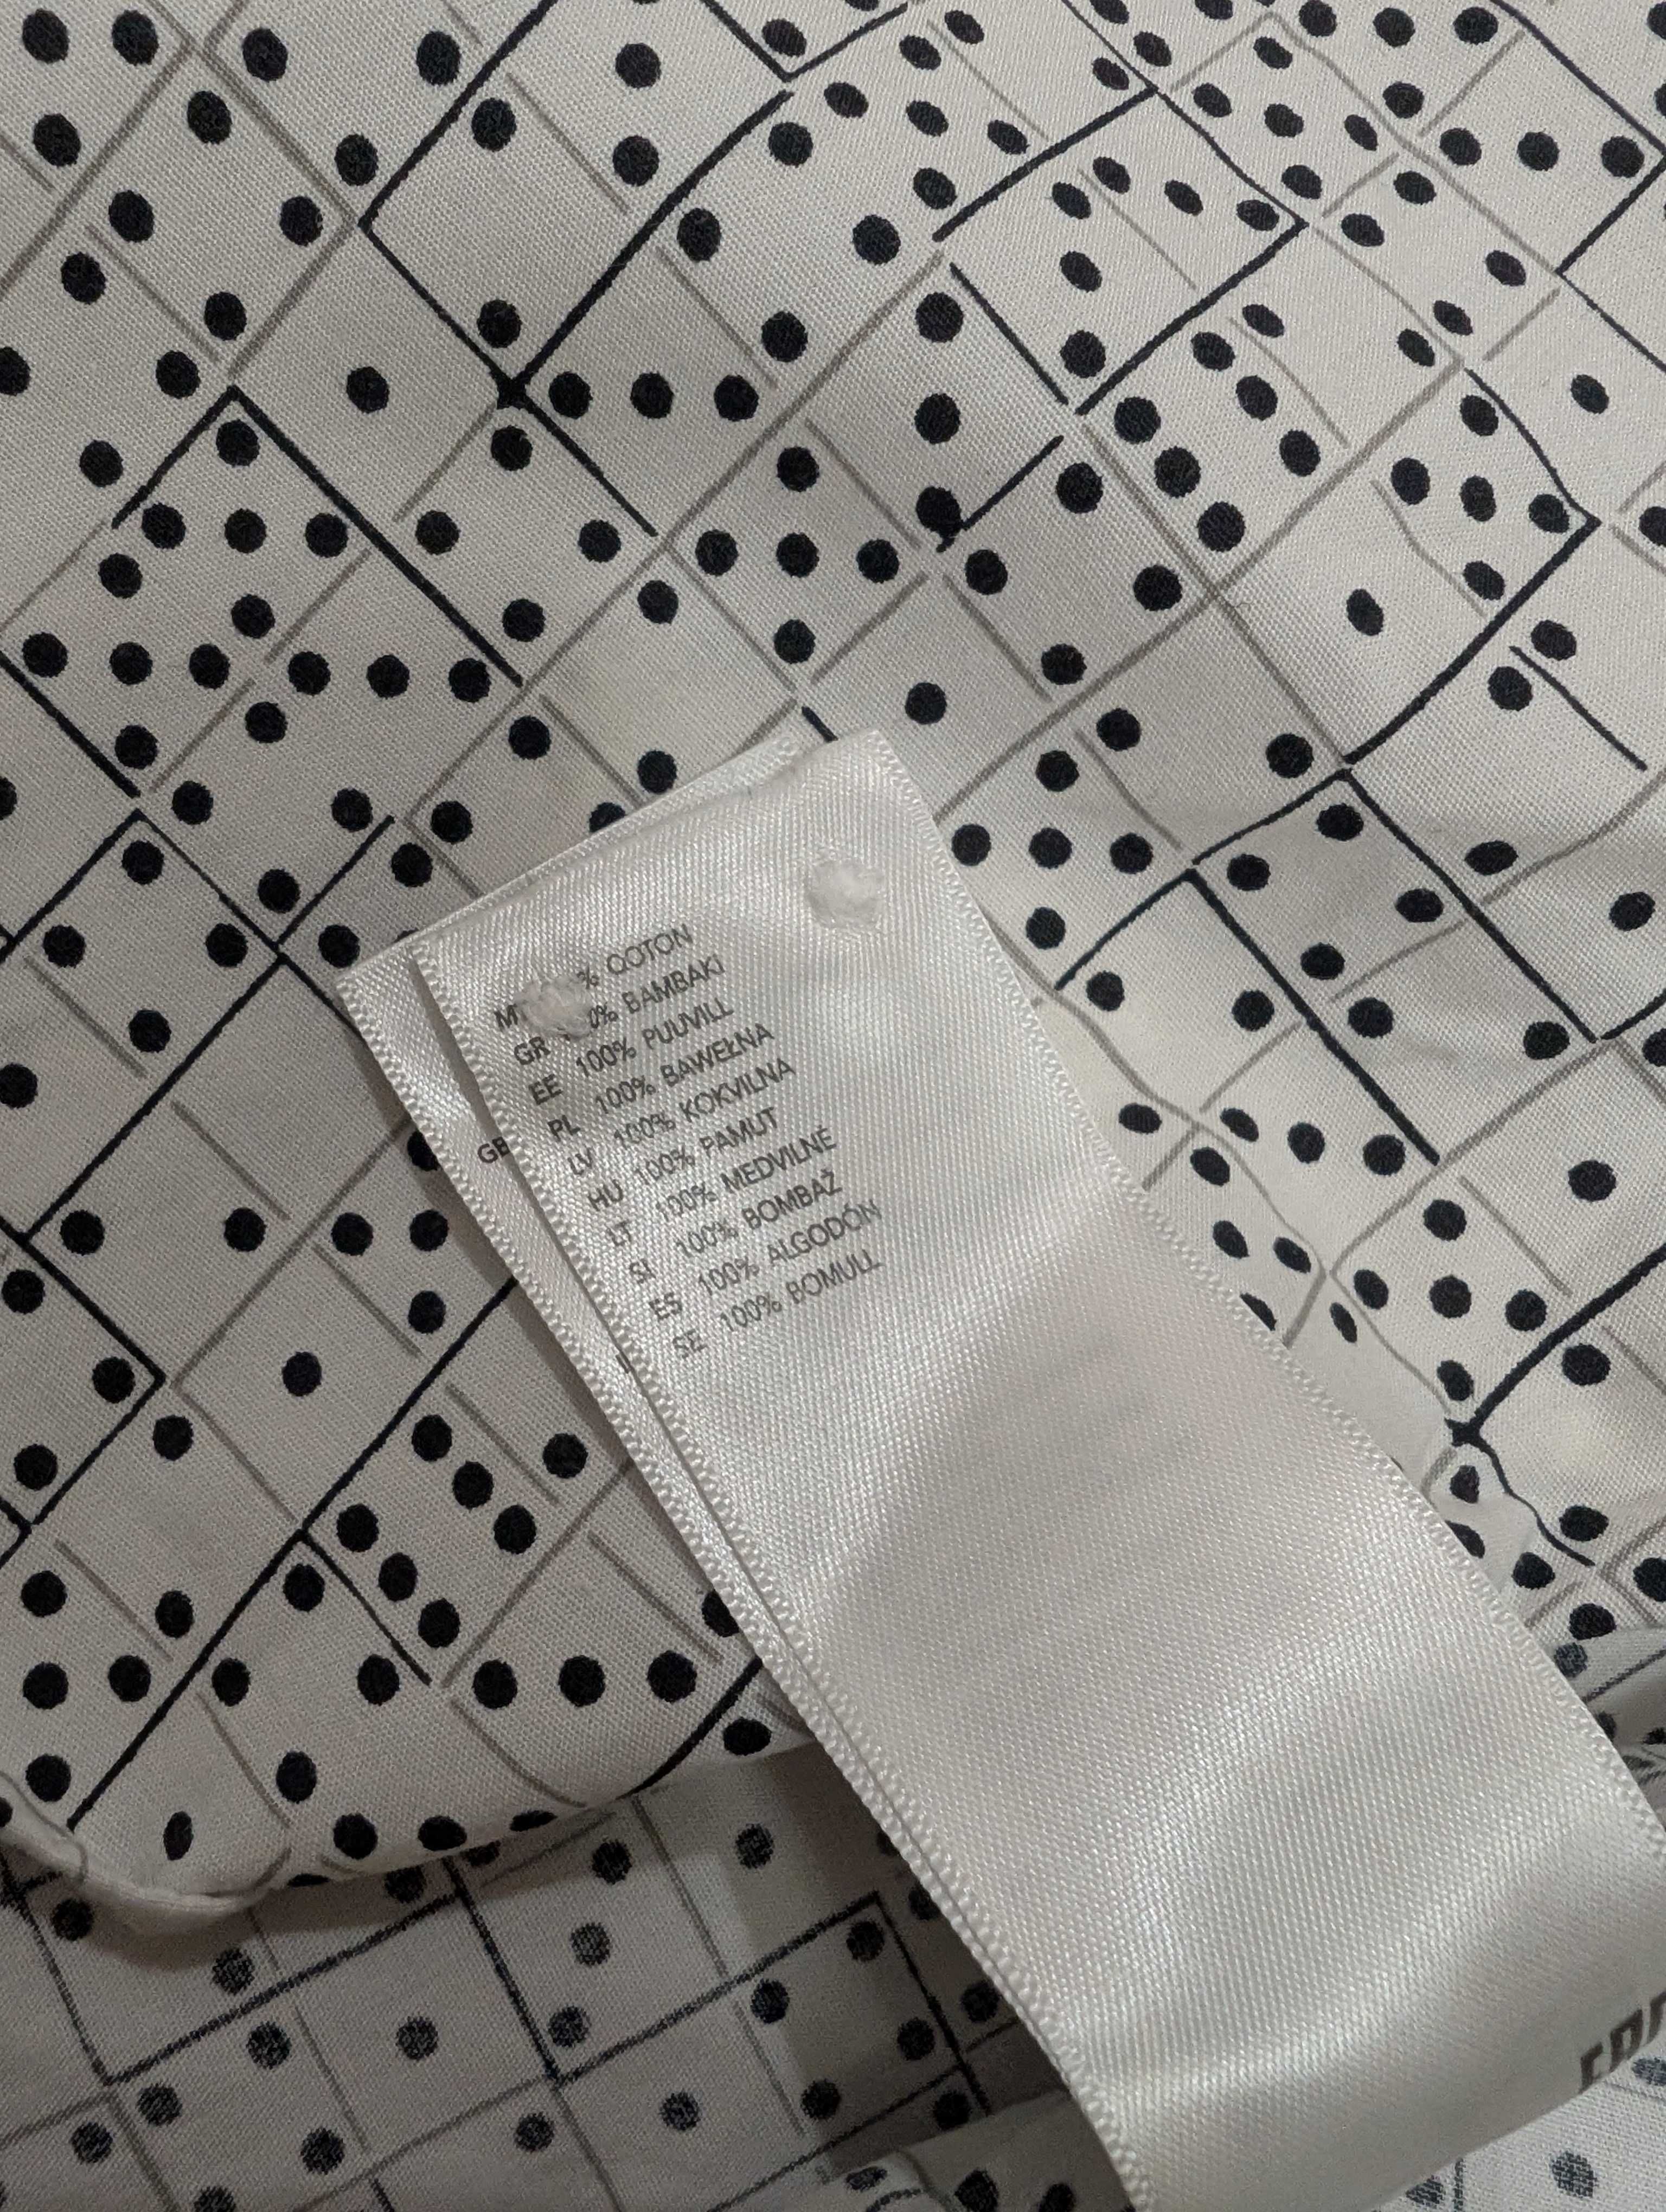 % COTON
GR 0% BAMBAKI
EE 100% PUUVILL
PL 100% BAWEŁNA
LV 100% KOKVILNA
HU 100% PAMUT
LT 100% MEDVILNĖ
SI 100% BOMBAŽ
ES 100% ALGODÓN
SE 100% BOMULL
GB